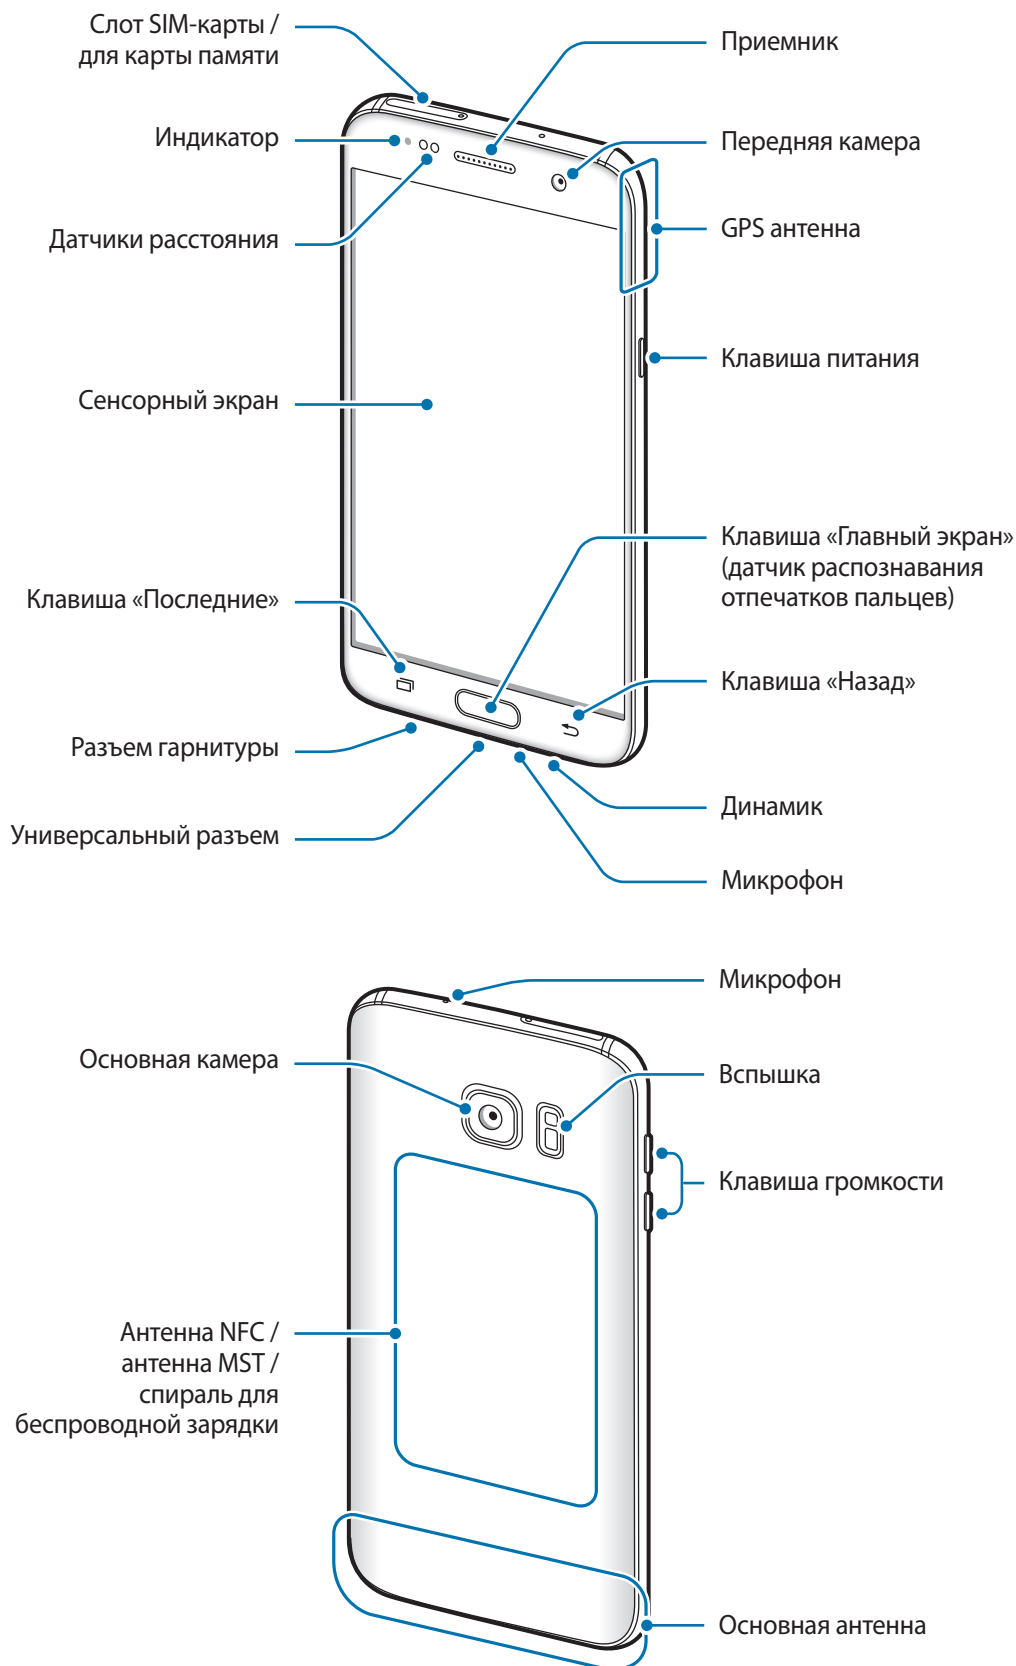 Слот SIM-карты /
для карты памяти
Приемник
Индикатор
Передняя камера
Датчики расстояния
GPS антенна
Клавиша питания
Сенсорный экран
Клавиша «Главный экран»
(датчик распознавания
отпечатков пальцев)
Клавиша «Последние»
Клавиша «Назад»
Разъем гарнитуры
Динамик
Универсальный разъем
Микрофон
Микрофон
Основная камера
Вспышка
Клавиша громкости
Антенна NFC /
антенна MST /
спираль для
беспроводной зарядки
Основная антенна